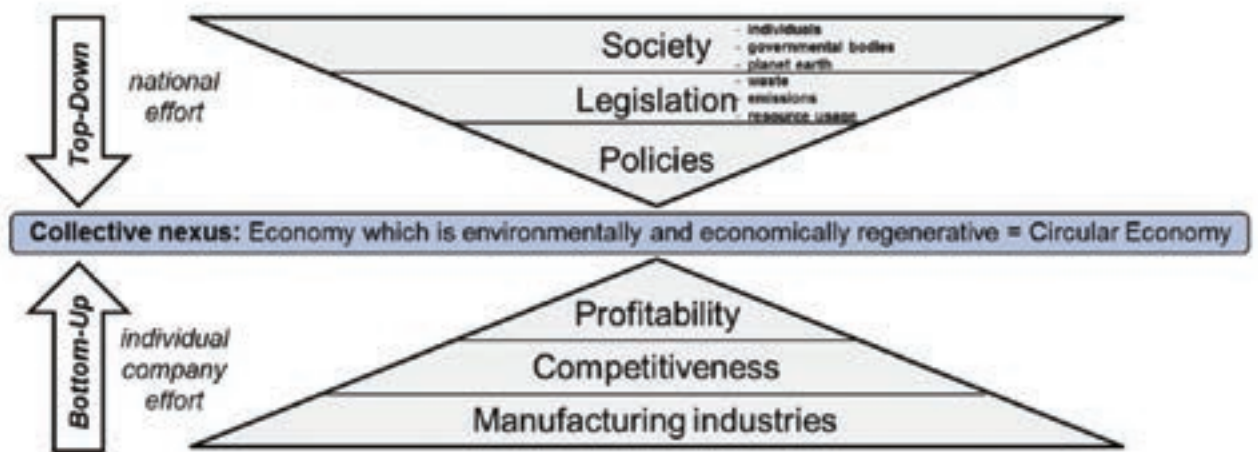 Top-Down
national
effort
Society
- individuals
- governmental bodies
- planet earth
Legislation
- waste
- emissions
- resource usage
Policies
Collective nexus: Economy which is environmentally and economically regenerative = Circular Economy
Bottom-Up
individual
company
effort
Profitability
Competitiveness
Manufacturing industries